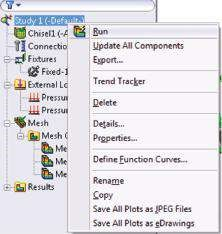 Study 1 (-Default-)
Chisel1 (-
Connection
Fixtures
Fixed-1
External Lo
Pressu
Pressu
Mesh
Mesh
Me
Me
Me
Results
Run
Update All Components
Export...
Trend Tracker
Delete
Details...
Properties...
Define Function Curves...
Rename
Copy
Save All Plots as JPEG Files
Save All Plots as eDrawings